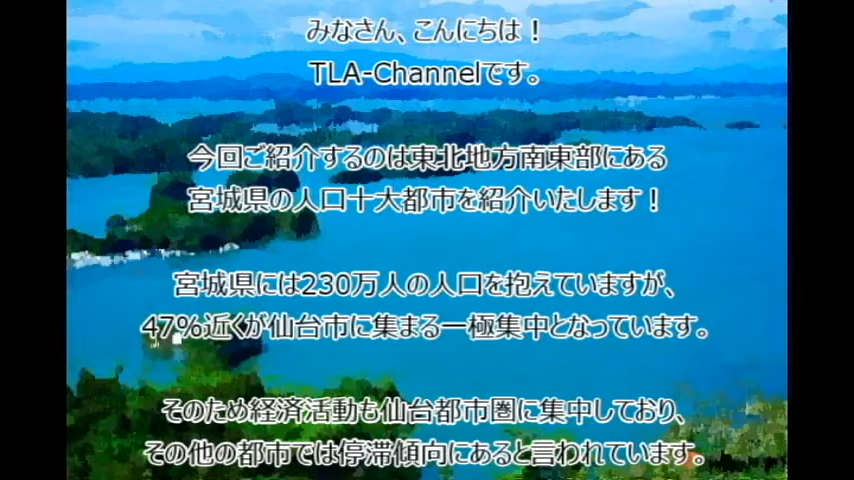 みなさん、こんにちは！
TLA-Channelです。
今回ご紹介するのは東北地方南東部にある
宮城県の人口十大都市を紹介いたします！
宮城県には230万人の人口を抱えていますが、
47%近くが仙台市に集まる一極集中となっています。
そのため経済活動も仙台都市圏に集中しており、
その他の都市では停滞傾向にあると言われています。